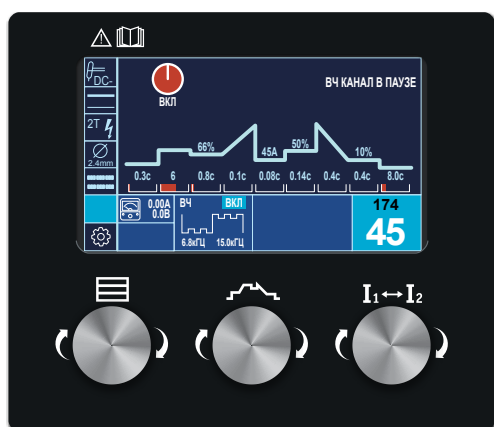 DC-
ВКЛ
ВЧ КАНАЛ В ПАУЗЕ
2T
2.4mm
66%
45A
50%
10%
0.3c 6 0.8c 0.1c 0.08c 0.14c 0.4c 0.4c 8.0c
0.00A
0.0B
ВЧ ВКЛ
6.8кГЦ 15.0кГЦ
174
45
I₁↔I₂